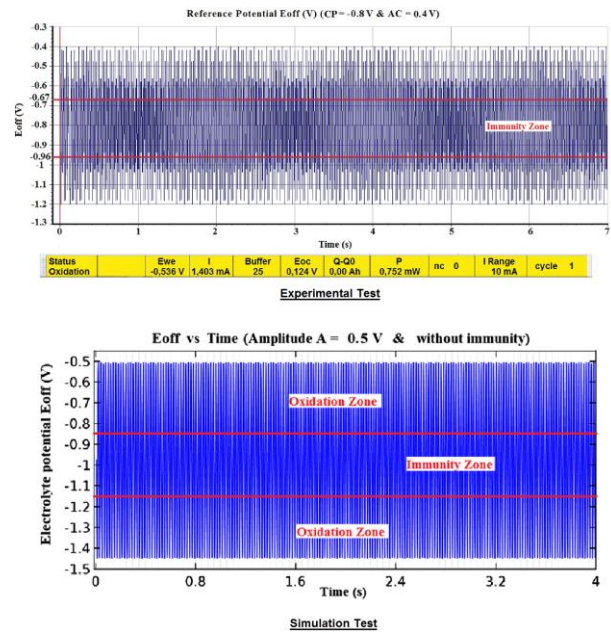 Reference Potential Eoff (V) (CP = -0.8 V & AC = 0.4 V)
Eoff (V)
-0.3
-0.4
-0.5
-0.6
-0.67
-0.7
-0.8
-0.9
-0.96
-1
-1.1
-1.2
-1.3
Immunity Zone
0 1 2 3 4 5 6 7
Time (s)
Status Ewe I Buffer Eoc Q-Q0 P nc 0 I Range cycle 1
Oxidation -0,536 V 1,403 mA 25 0,124 V 0,00 Ah 0,752 mW 10 mA
Experimental Test
Eoff vs Time (Amplitude A = 0.5 V & without immunity)
Electrolyte potential Eoff (V)
-0.5
-0.6
-0.7
-0.8
-0.9
-1
-1.1
-1.2
-1.3
-1.4
-1.5
Oxidation Zone
Immunity Zone
Oxidation Zone
0 0.8 1.6 2.4 3.2 4
Time (s)
Simulation Test